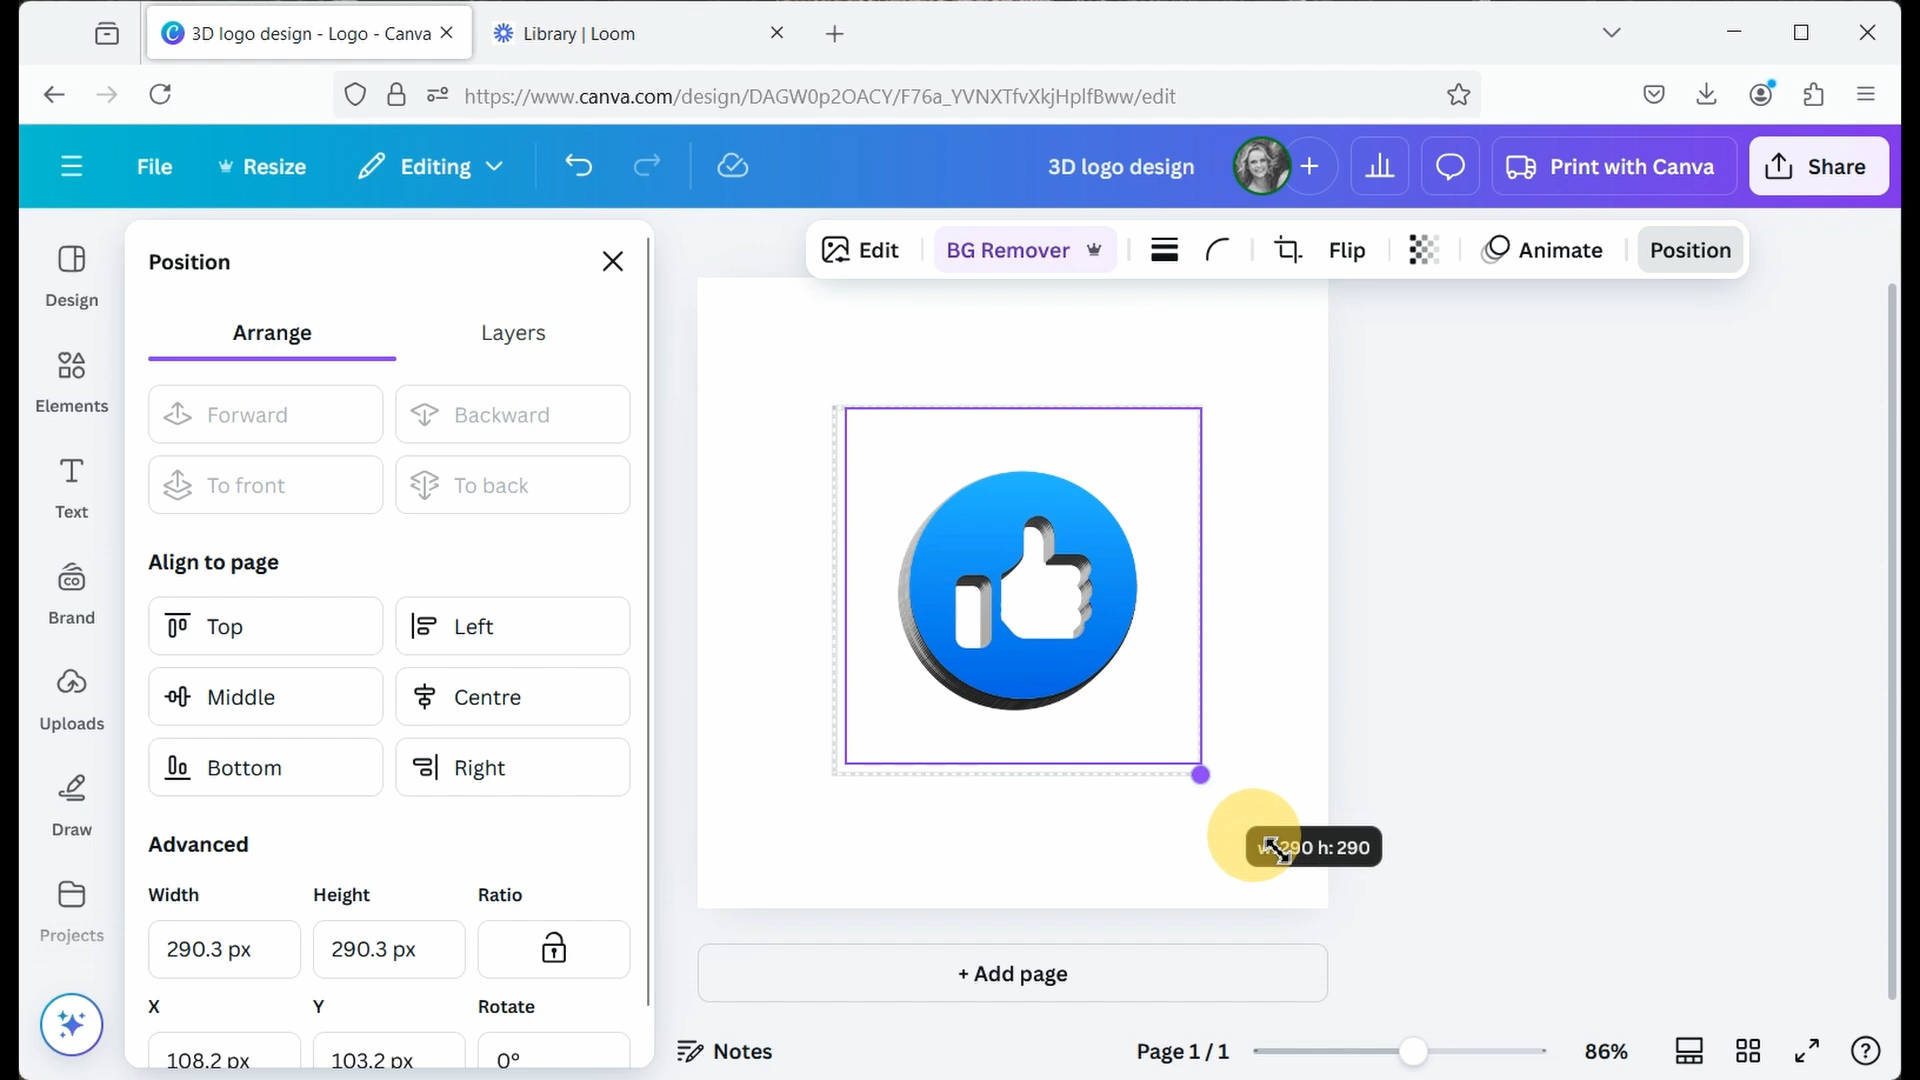 3D logo design - Logo - Canva
Library | Loom
https://www.canva.com/design/DAGW0p2OACY/F76a_YVNXTfvXkjHplfBww/edit
File
Resize
Editing
3D logo design
Print with Canva
Share
Design
Elements
Text
Brand
Uploads
Draw
Projects
Position
Arrange
Layers
Forward
Backward
To front
To back
Align to page
Top
Left
Middle
Centre
Bottom
Right
Advanced
Width
Height
Ratio
290.3 px
290.3 px
X
Y
Rotate
108.2 px
103.2 px
0°
Edit
BG Remover
Flip
Animate
Position
290 h: 290
+ Add page
Notes
Page 1 / 1
86%